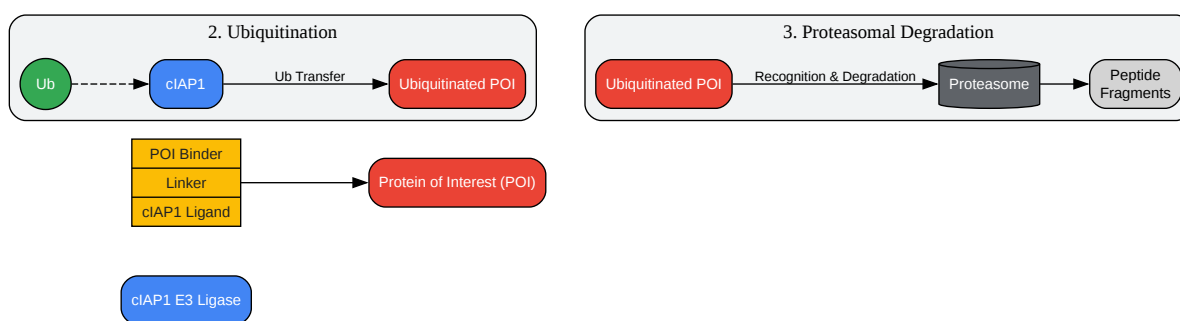 2. Ubiquitination
Ub
cIAP1
Ub Transfer
Ubiquitinated POI
3. Proteasomal Degradation
Ubiquitinated POI
Recognition & Degradation
Proteasome
Peptide
Fragments
POI Binder
Linker
cIAP1 Ligand
Protein of Interest (POI)
cIAP1 E3 Ligase